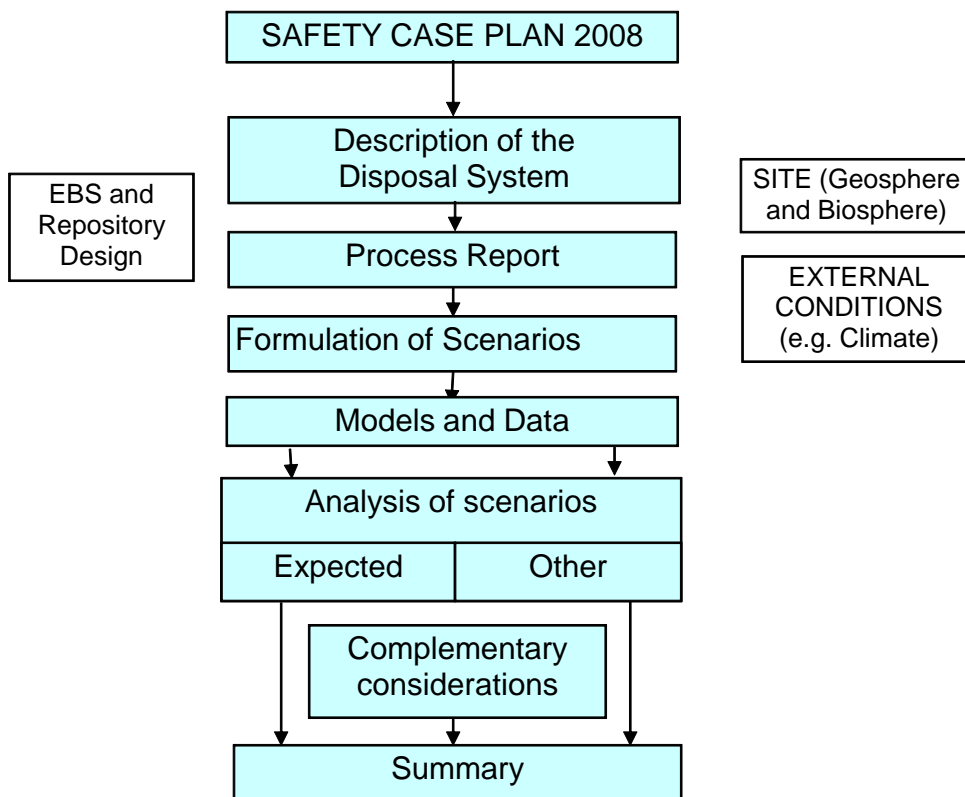 SAFETY CASE PLAN 2008
Description of the
Disposal System
EBS and
Repository
Design
SITE (Geosphere
and Biosphere)
Process Report
EXTERNAL
CONDITIONS
(e.g. Climate)
Formulation of Scenarios
Models and Data
Analysis of scenarios
Expected
Other
Complementary
considerations
Summary